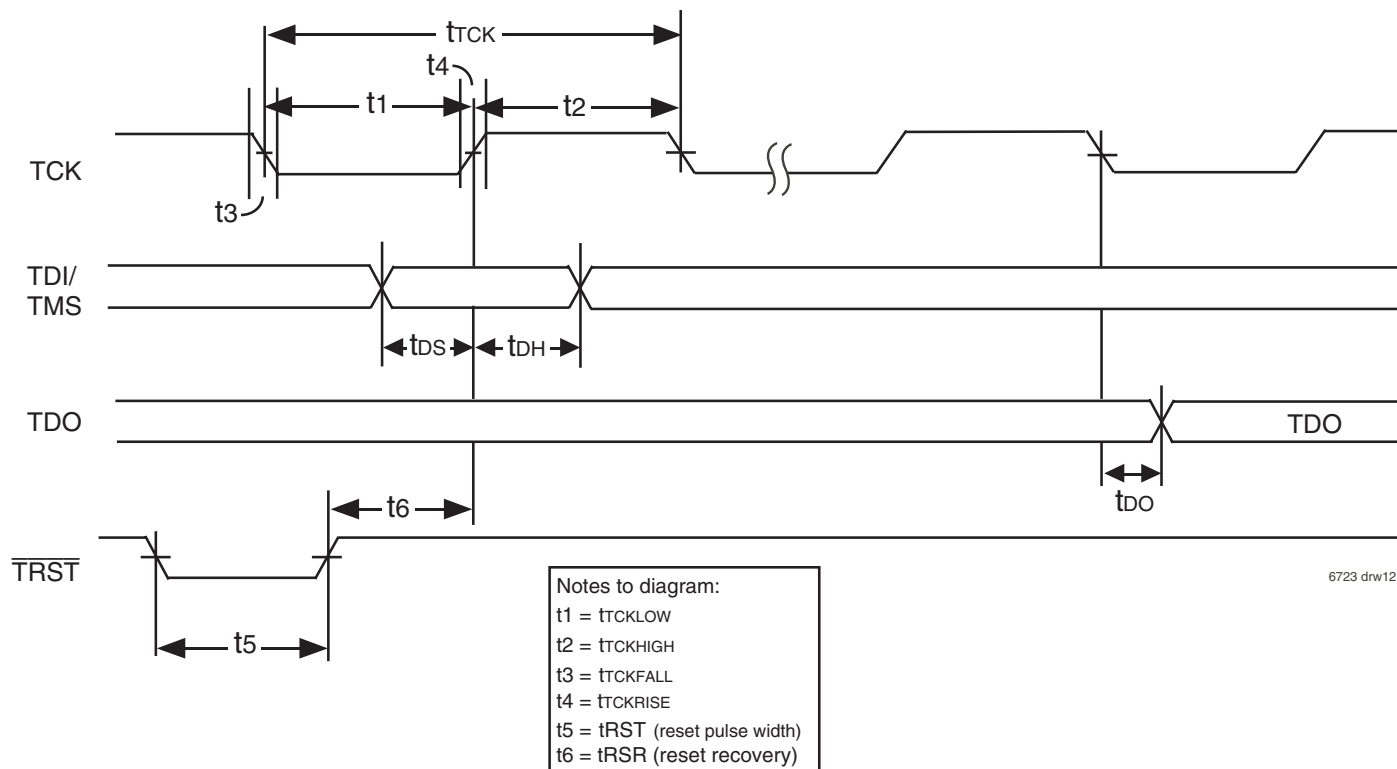 tTCK
t4
t1
t2
TCK
t3
TDI/
TMS
tDS
tDH
TDO
TDO
tDO
t6
TRST
6723 drw12
t5
Notes to diagram:
t1 = tTCKLOW
t2 = tTCKHIGH
t3 = tTCKFALL
t4 = tTCKRISE
t5 = tRST (reset pulse width)
t6 = tRSR (reset recovery)